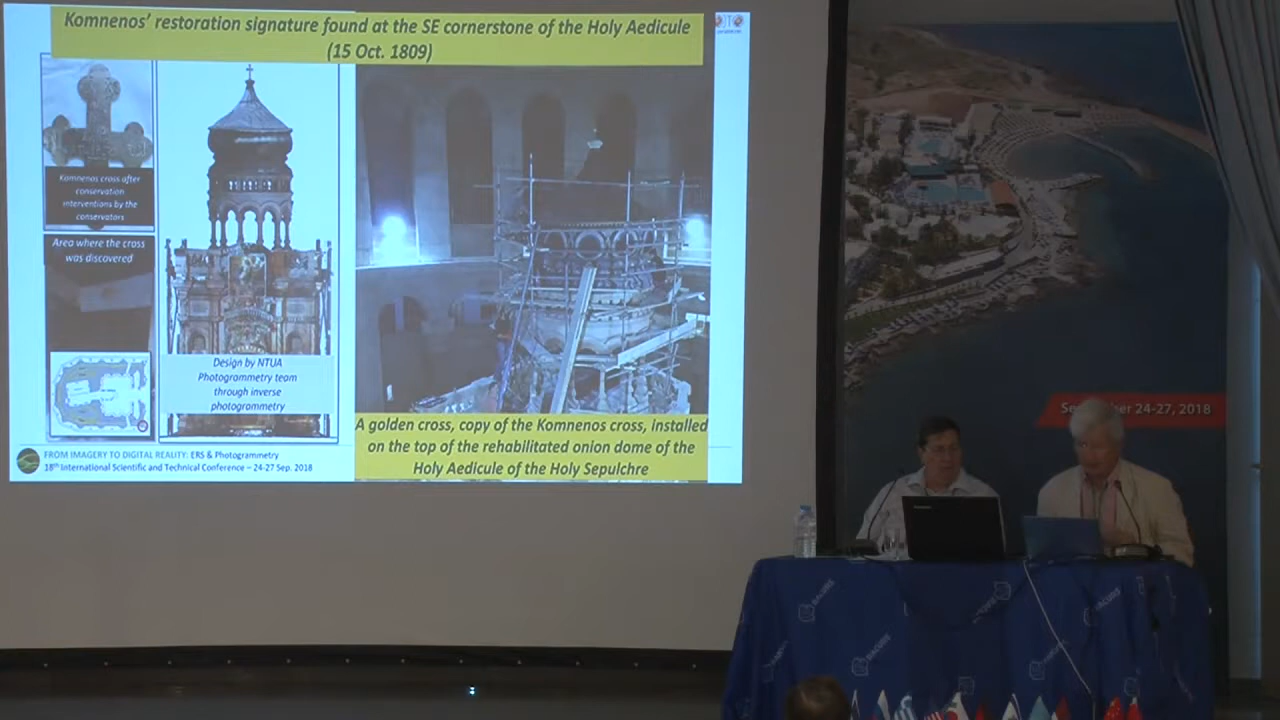 Komnenos' restoration signature found at the SE cornerstone of the Holy Aedicule
(15 Oct. 1809)
Komnenos cross after
conservation
interventions by the
conservators
Area where the cross
was discovered
Design by NTUA
Photogrammetry team
through inverse
photogrammetry
A golden cross, copy of the Komnenos cross, installed
on the top of the rehabilitated onion dome of the
Holy Aedicule of the Holy Sepulchre
FROM IMAGERY TO DIGITAL REALITY: ERS & Photogrammetry
18th International Scientific and Technical Conference – 24-27 Sep. 2018
September 24-27, 2018
RACURS
RACURS
RACURS